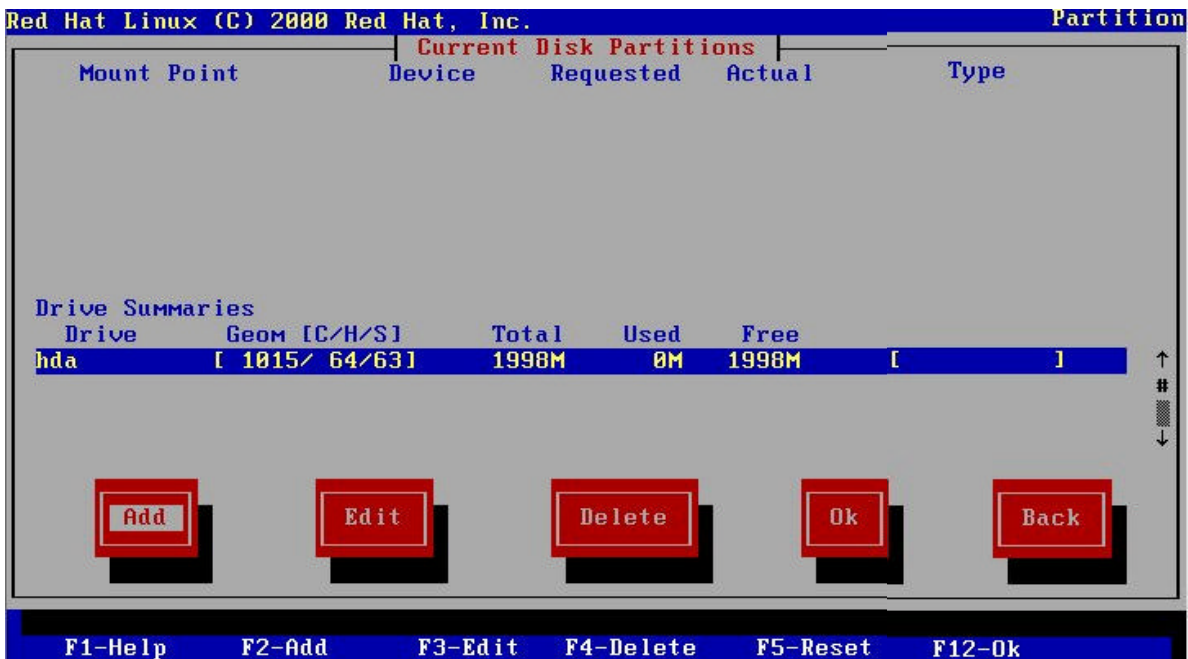 Red Hat Linux (C) 2000 Red Hat, Inc. Partition
Current Disk Partitions
Mount Point Device Requested Actual Type
Drive Summaries
Drive Geom [C/H/S] Total Used Free
hda [ 1015/ 64/63] 1998M 0M 1998M [ ]
↑
#
↓
Add Edit Delete Ok Back
F1-Help F2-Add F3-Edit F4-Delete F5-Reset F12-Ok